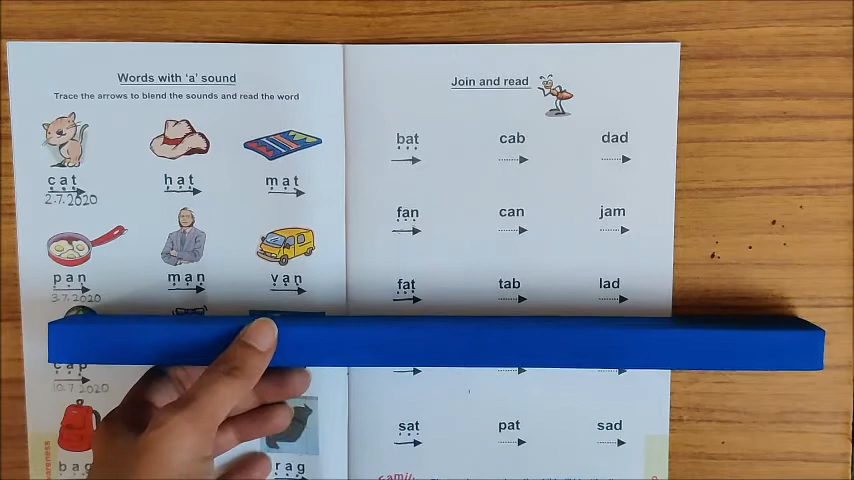 Words with 'a' sound
Trace the arrows to blend the sounds and read the word
cat hat mat
2.7.2020
pan man van
3.7.2020
cap
10.7.2020
bag rag
Join and read
bat cab dad
fan can jam
fat tab lad
sat pat sad